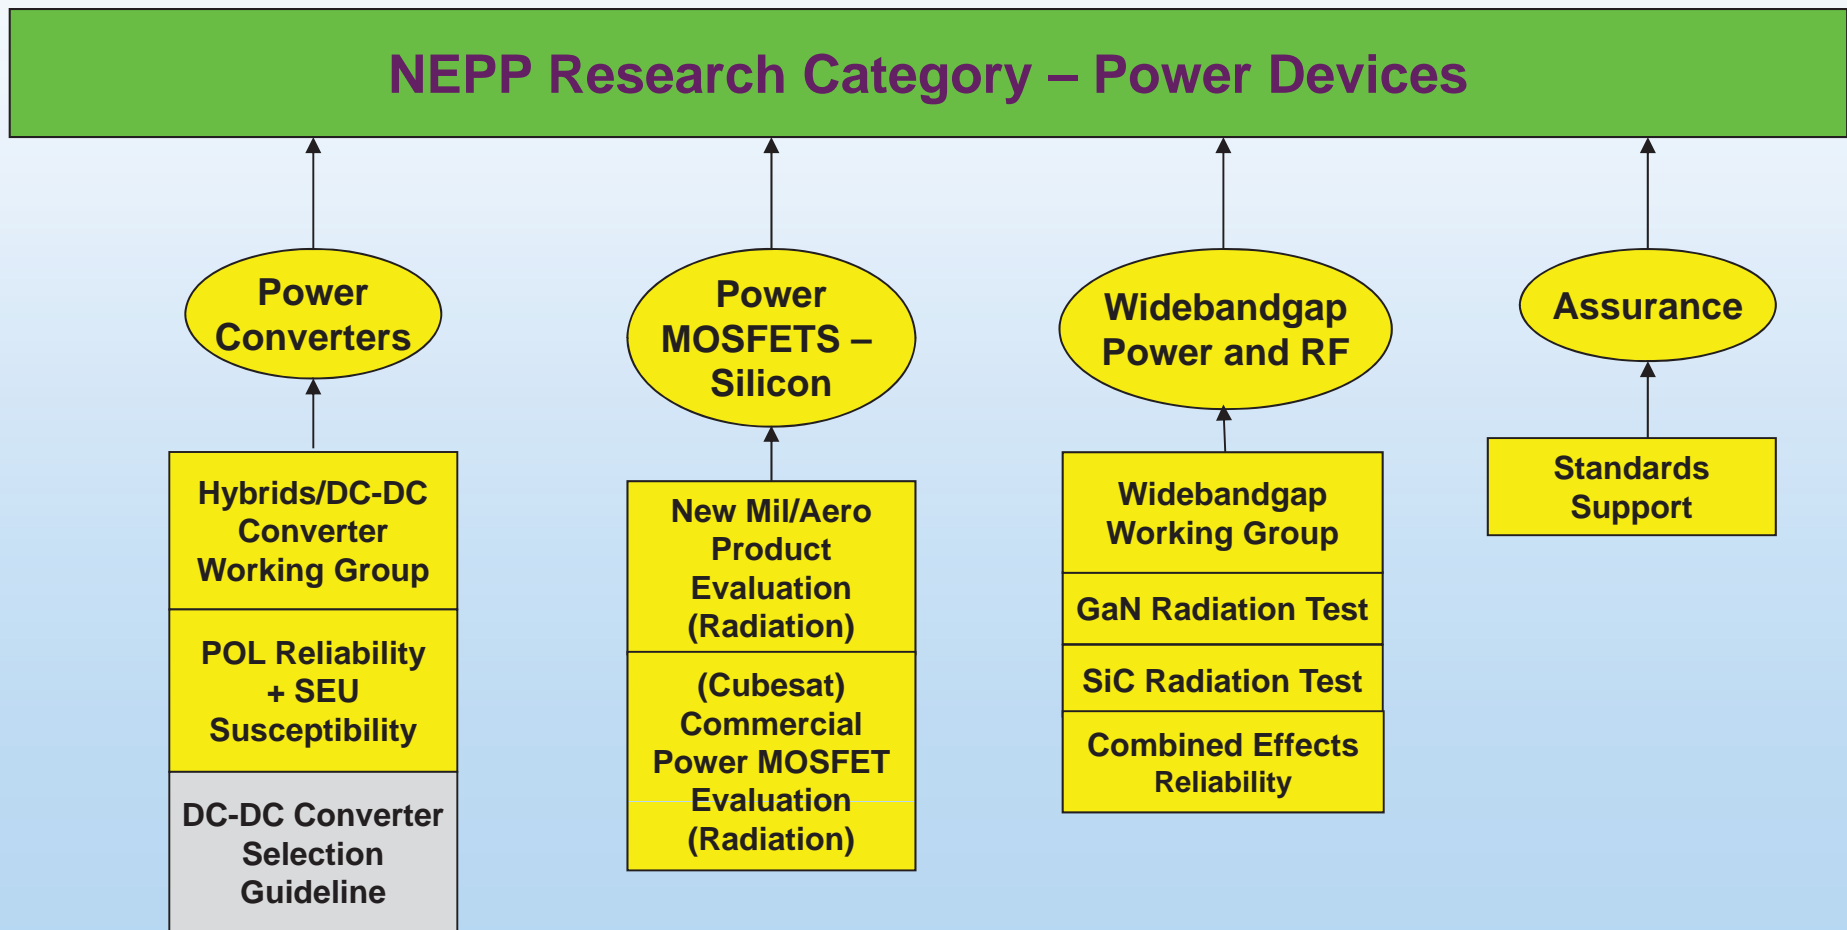 NEPP Research Category – Power Devices
Power
Converters
Power
MOSFETS –
Silicon
Widebandgap
Power and RF
Assurance
Hybrids/DC-DC
Converter
Working Group
POL Reliability
+ SEU
Susceptibility
DC-DC Converter
Selection
Guideline
New Mil/Aero
Product
Evaluation
(Radiation)
(Cubesat)
Commercial
Power MOSFET
Evaluation
(Radiation)
Widebandgap
Working Group
GaN Radiation Test
SiC Radiation Test
Combined Effects
Reliability
Standards
Support